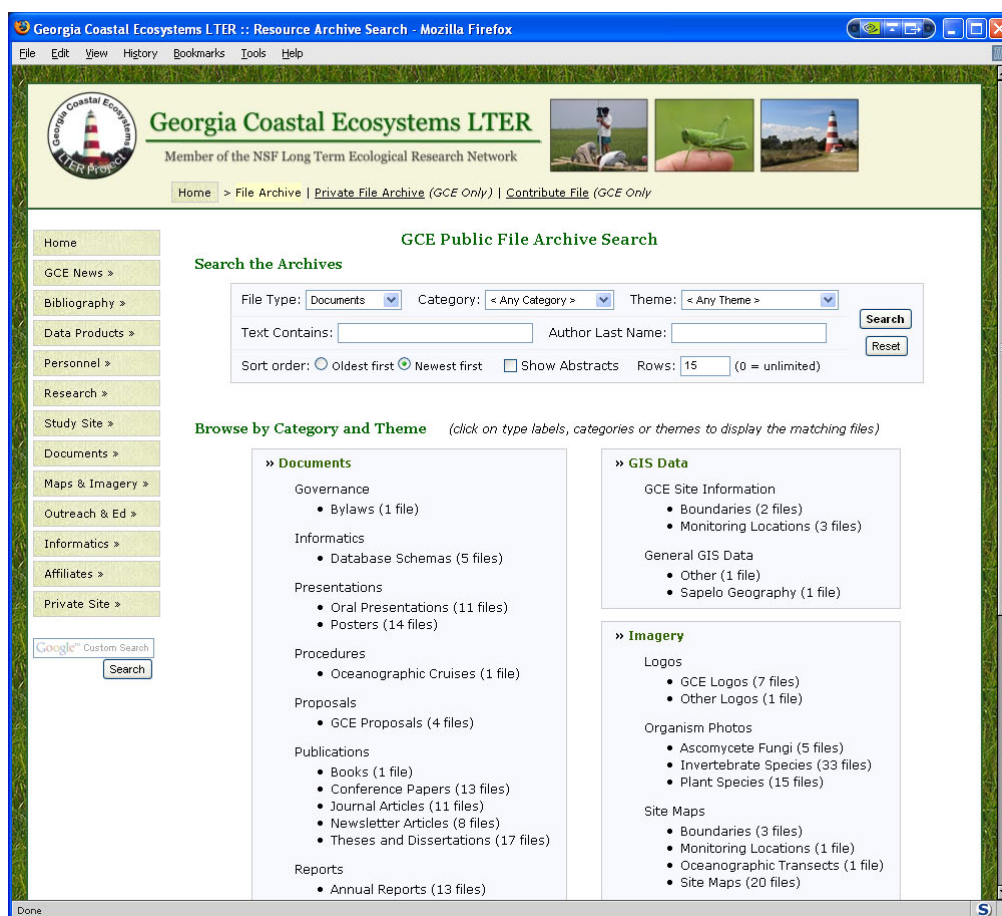 Georgia Coastal Ecosystems LTER :: Resource Archive Search - Mozilla Firefox
File Edit View History Bookmarks Tools Help
Georgia Coastal Ecosystems
LTER Project
Georgia Coastal Ecosystems LTER
Member of the NSF Long Term Ecological Research Network
Home > File Archive | Private File Archive (GCE Only) | Contribute File (GCE Only
Home
GCE News »
Bibliography »
Data Products »
Personnel »
Research »
Study Site »
Documents »
Maps & Imagery »
Outreach & Ed »
Informatics »
Affiliates »
Private Site »
Google™ Custom Search
Search
GCE Public File Archive Search
Search the Archives
File Type: Documents Category: < Any Category > Theme: < Any Theme >
Text Contains: Author Last Name:
Sort order: Oldest first Newest first Show Abstracts Rows: 15 (0 = unlimited)
Search
Reset
Browse by Category and Theme (click on type labels, categories or themes to display the matching files)
» Documents
Governance
• Bylaws (1 file)
Informatics
• Database Schemas (5 files)
Presentations
• Oral Presentations (11 files)
• Posters (14 files)
Procedures
• Oceanographic Cruises (1 file)
Proposals
• GCE Proposals (4 files)
Publications
• Books (1 file)
• Conference Papers (13 files)
• Journal Articles (11 files)
• Newsletter Articles (8 files)
• Theses and Dissertations (17 files)
Reports
• Annual Reports (13 files)
» GIS Data
GCE Site Information
• Boundaries (2 files)
• Monitoring Locations (3 files)
General GIS Data
• Other (1 file)
• Sapelo Geography (1 file)
» Imagery
Logos
• GCE Logos (7 files)
• Other Logos (1 file)
Organism Photos
• Ascomycete Fungi (5 files)
• Invertebrate Species (33 files)
• Plant Species (15 files)
Site Maps
• Boundaries (3 files)
• Monitoring Locations (1 file)
• Oceanographic Transects (1 file)
• Site Maps (20 files)
Done
S